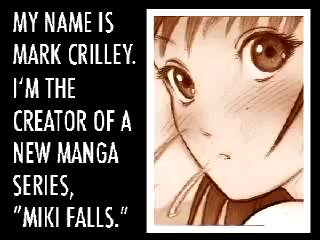 MY NAME IS
MARK CRILLEY.
I'M THE
CREATOR OF A
NEW MANGA
SERIES,
"MIKI FALLS."